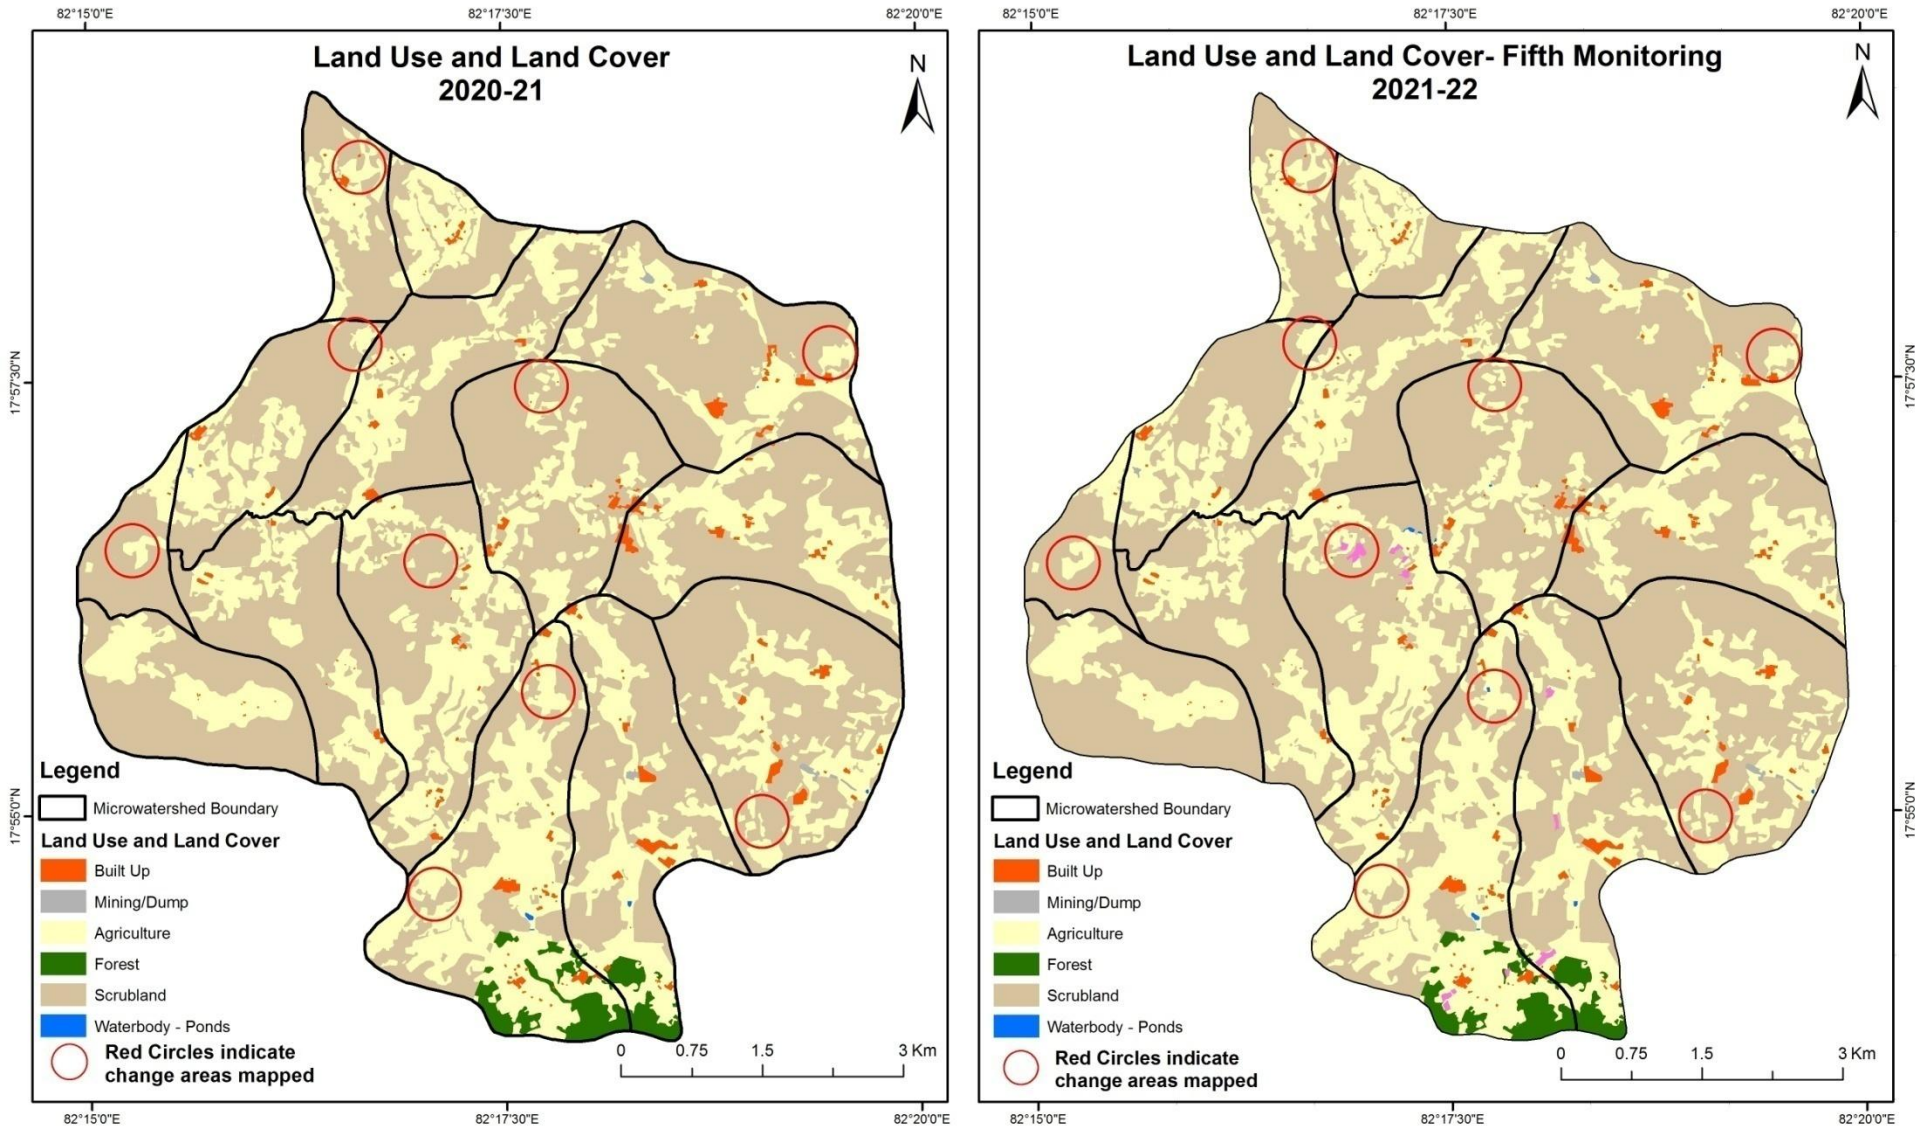 82°15'0"E
82°17'30"E
82°20'0"E
Land Use and Land Cover
2020-21
N
17°57'30"N
17°55'0"N
Legend
Microwatershed Boundary
Land Use and Land Cover
Built Up
Mining/Dump
Agriculture
Forest
Scrubland
Waterbody - Ponds
Red Circles indicate
change areas mapped
0 0.75 1.5 3 Km
82°15'0"E
82°17'30"E
82°20'0"E
82°15'0"E
82°17'30"E
82°20'0"E
Land Use and Land Cover- Fifth Monitoring
2021-22
N
17°57'30"N
17°55'0"N
Legend
Microwatershed Boundary
Land Use and Land Cover
Built Up
Mining/Dump
Agriculture
Forest
Scrubland
Waterbody - Ponds
Red Circles indicate
change areas mapped
0 0.75 1.5 3 Km
82°15'0"E
82°17'30"E
82°20'0"E